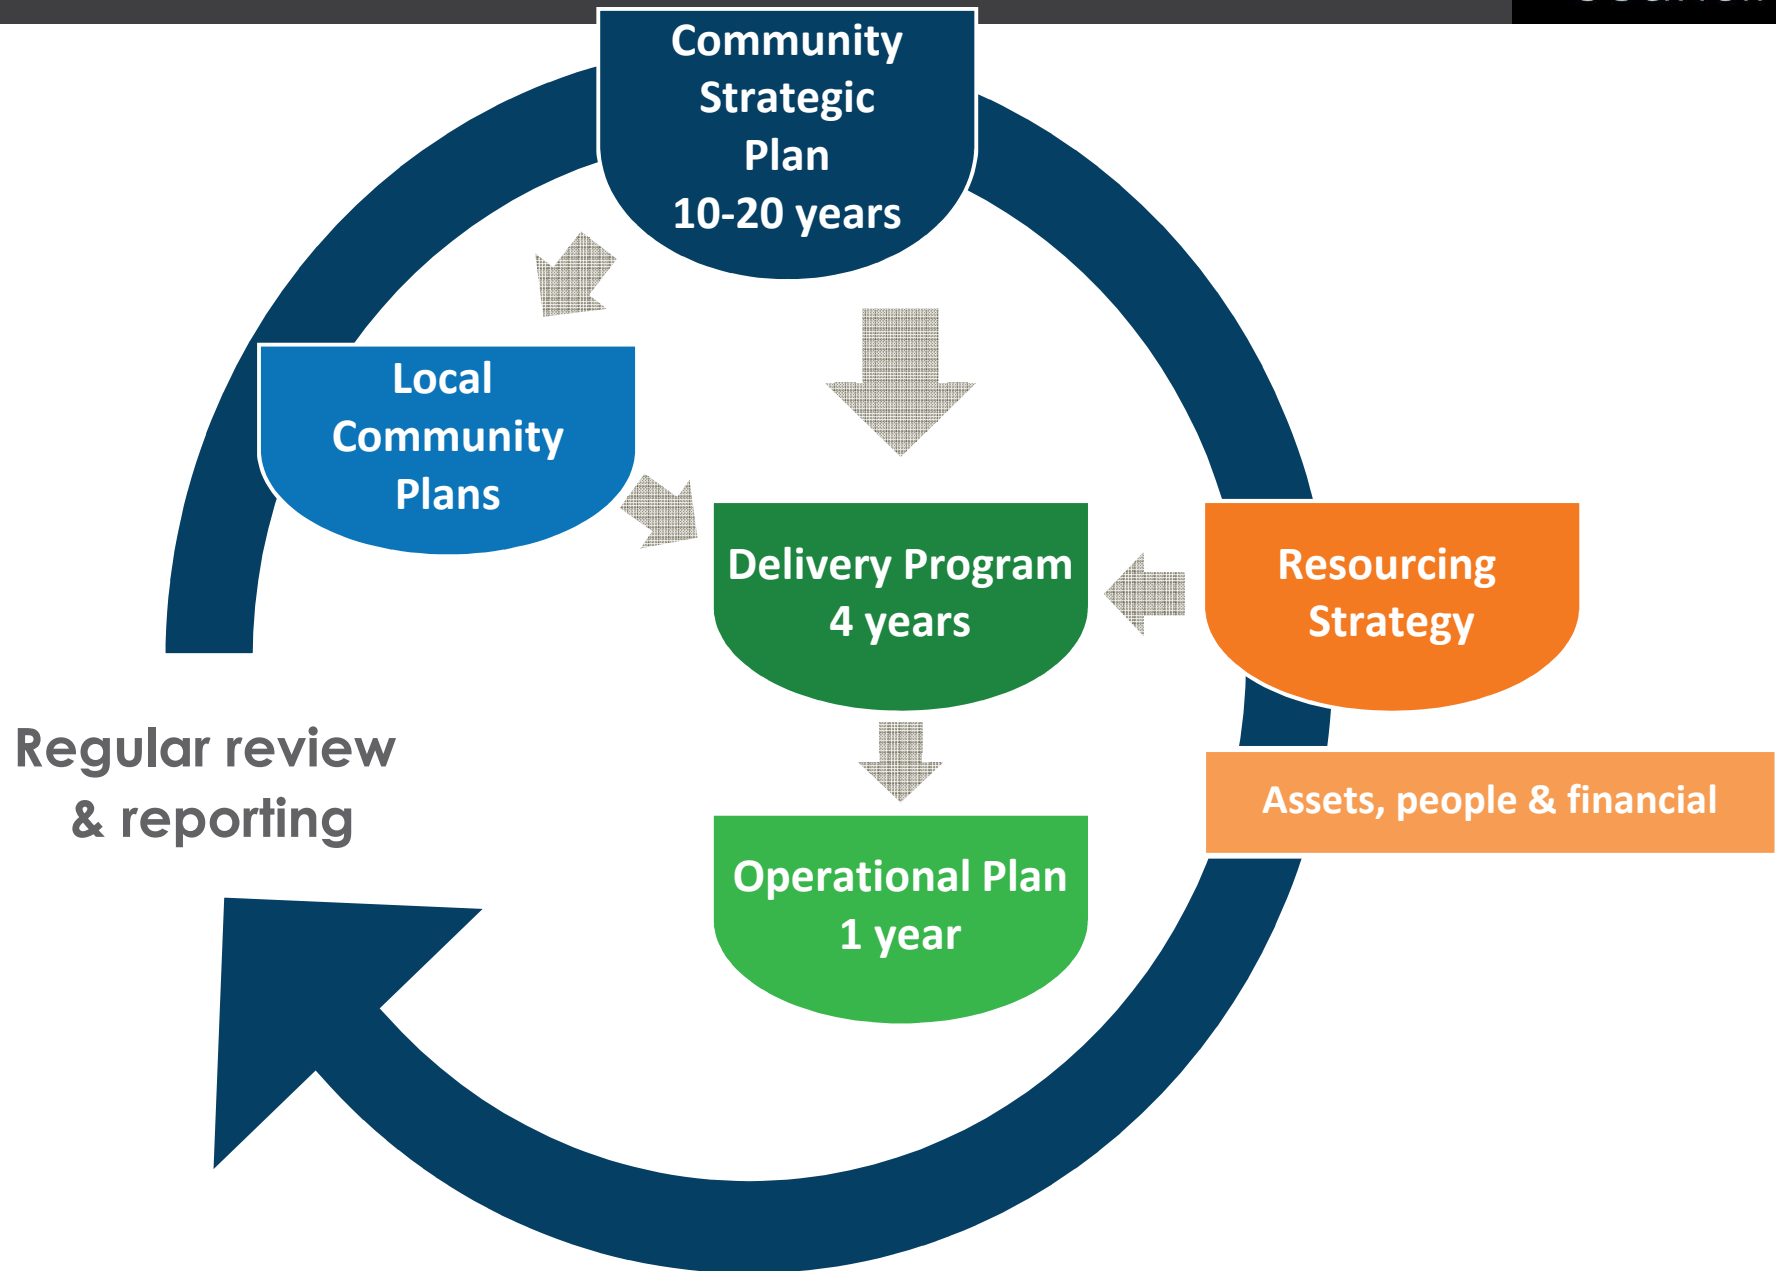 Community
Strategic
Plan
10-20 years
Local
Community
Plans
Delivery Program
4 years
Resourcing
Strategy
Regular review
& reporting
Assets, people & financial
Operational Plan
1 year